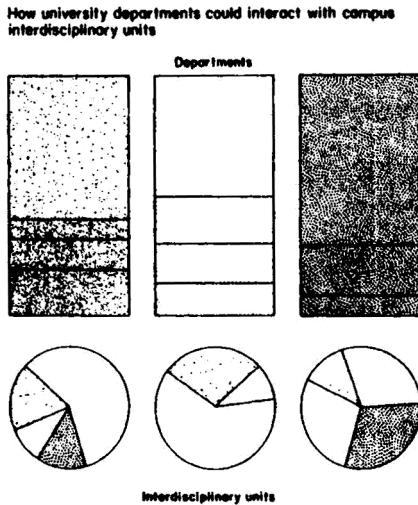 How university departments could interact with campus
interdisciplinary units
Departments
Interdisciplinary units